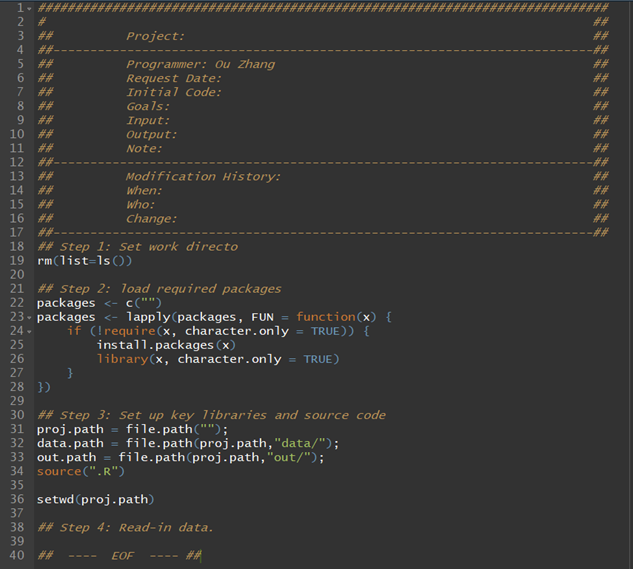 1 ##############################################################################
2 # ##
3 ## Project: ##
4 ##--------------------------------------------------------------------------##
5 ## Programmer: Ou Zhang ##
6 ## Request Date: ##
7 ## Initial Code: ##
8 ## Goals: ##
9 ## Input: ##
10 ## Output: ##
11 ## Note: ##
12 ##--------------------------------------------------------------------------##
13 ## Modification History: ##
14 ## When: ##
15 ## Who: ##
16 ## Change: ##
17 ##--------------------------------------------------------------------------##
18 ## Step 1: Set work directo
19 rm(list=ls())
20
21 ## Step 2: load required packages
22 packages <- c("")
23 packages <- lapply(packages, FUN = function(x) {
24     if (!require(x, character.only = TRUE)) {
25         install.packages(x)
26         library(x, character.only = TRUE)
27     }
28 })
29
30 ## Step 3: Set up key libraries and source code
31 proj.path = file.path("");
32 data.path = file.path(proj.path,"data/");
33 out.path = file.path(proj.path,"out/");
34 source(".R")
35
36 setwd(proj.path)
37
38 ## Step 4: Read-in data.
39
40 ## ---- EOF ---- ##